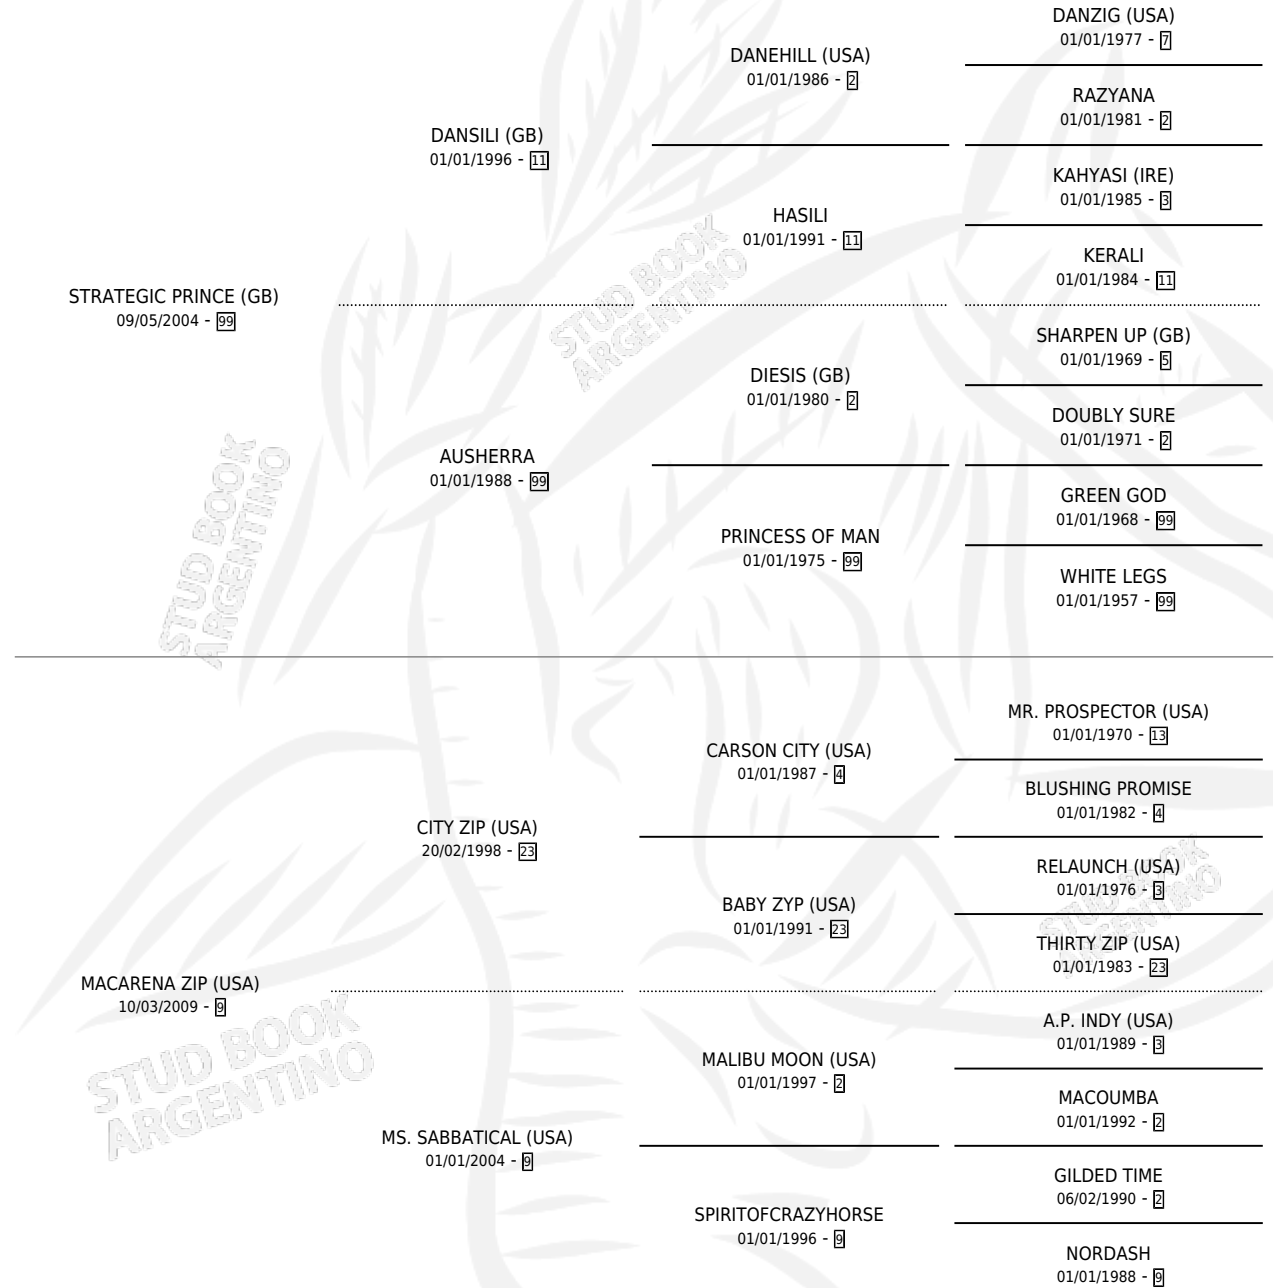 DANZIG (USA)
01/01/1977 - 7
DANEHILL (USA)
01/01/1986 - 2
RAZYANA
01/01/1981 - 2
DANSILI (GB)
01/01/1996 - 11
KAHYASI (IRE)
01/01/1985 - 3
HASILI
01/01/1991 - 11
KERALI
01/01/1984 - 11
STRATEGIC PRINCE (GB)
09/05/2004 - 99
SHARPEN UP (GB)
01/01/1969 - 5
DIESIS (GB)
01/01/1980 - 2
DOUBLY SURE
01/01/1971 - 2
AUSHERRA
01/01/1988 - 99
GREEN GOD
01/01/1968 - 99
PRINCESS OF MAN
01/01/1975 - 99
WHITE LEGS
01/01/1957 - 99
STUD BOOK
ARGENTINO
STUD BOOK
ARGENTINO
MR. PROSPECTOR (USA)
01/01/1970 - 13
CARSON CITY (USA)
01/01/1987 - 4
BLUSHING PROMISE
01/01/1982 - 4
CITY ZIP (USA)
20/02/1998 - 23
RELAUNCH (USA)
01/01/1976 - 3
BABY ZYP (USA)
01/01/1991 - 23
THIRTY ZIP (USA)
01/01/1983 - 23
STUD BOOK
ARGENTINO
MACARENA ZIP (USA)
10/03/2009 - 9
A.P. INDY (USA)
01/01/1989 - 3
MALIBU MOON (USA)
01/01/1997 - 2
MACOUMBA
01/01/1992 - 2
STUD BOOK
ARGENTINO
MS. SABBATICAL (USA)
01/01/2004 - 9
GILDED TIME
06/02/1990 - 2
SPIRITOFCRAZYHORSE
01/01/1996 - 9
NORDASH
01/01/1988 - 9